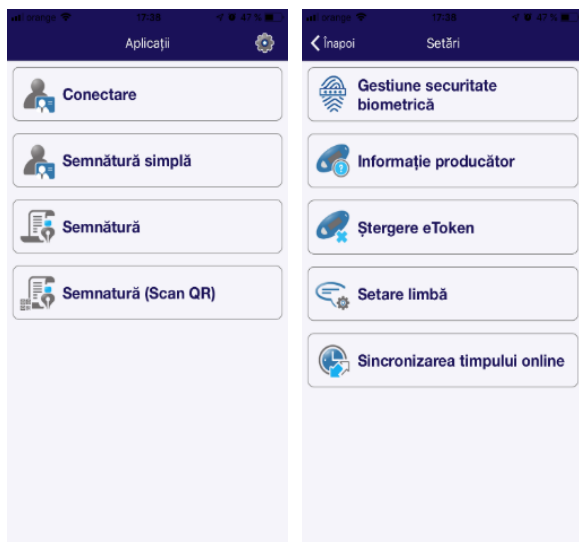 orange 17:38 47 %
Aplicații
Conectare
Semnătură simplă
Semnătură
Semnatură (Scan QR)
orange 17:38 47 %
Înapoi Setări
Gestiune securitate
biometrică
Informație producător
Ștergere eToken
Setare limbă
Sincronizarea timpului online